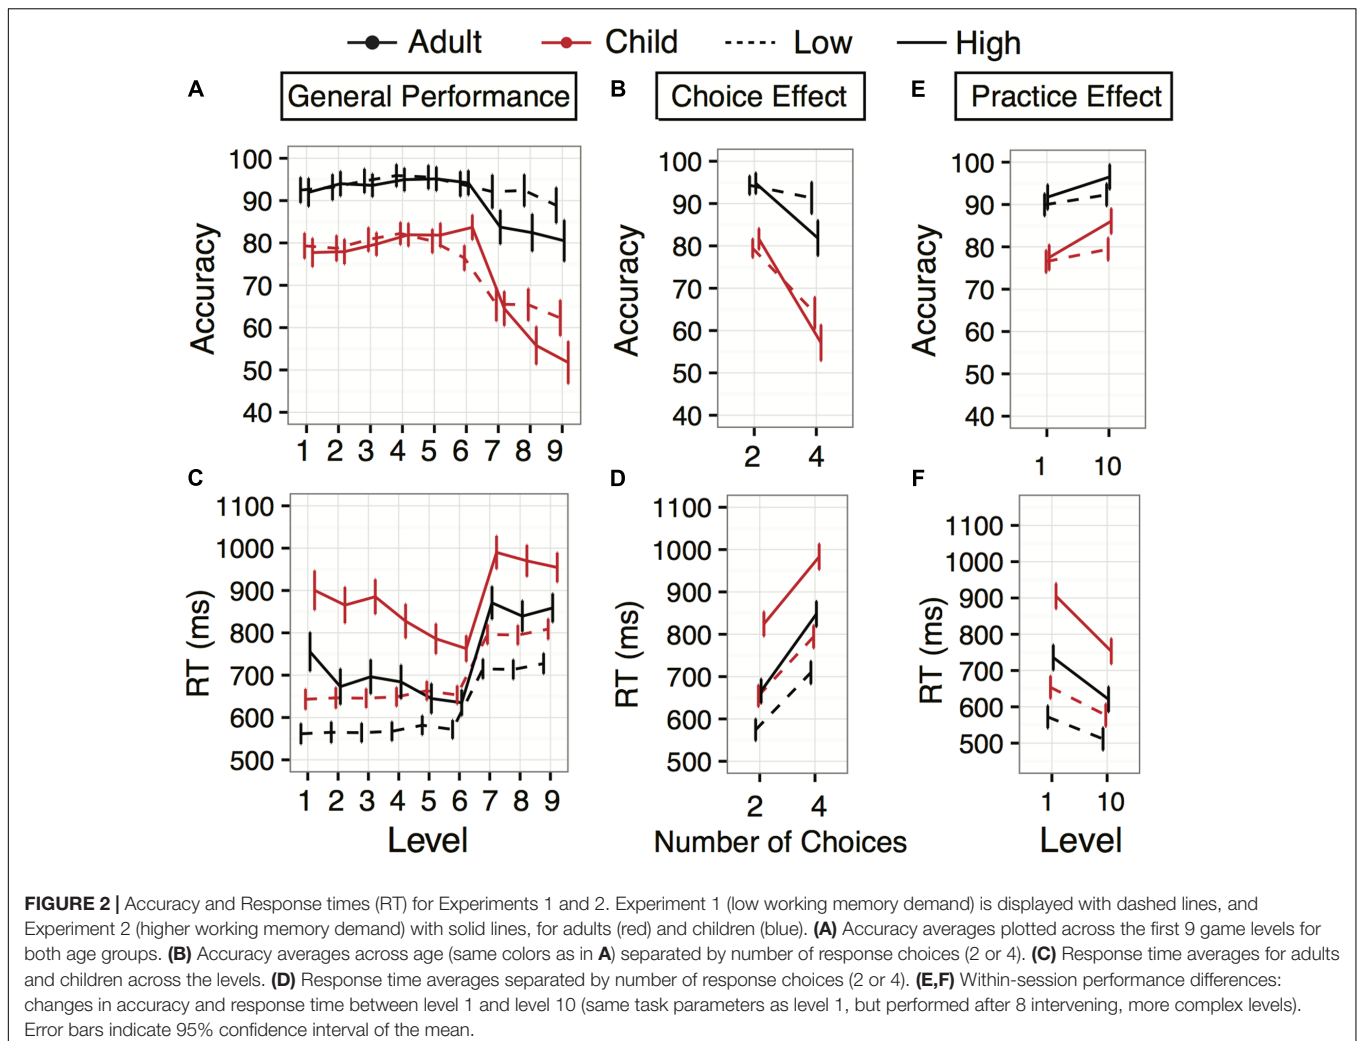 Adult Child Low High
A General Performance B Choice Effect E Practice Effect
Accuracy
100
90
80
70
60
50
40
1 2 3 4 5 6 7 8 9
Accuracy
100
90
80
70
60
50
40
2 4
Accuracy
100
90
80
70
60
50
40
1 10
C
RT (ms)
1100
1000
900
800
700
600
500
1 2 3 4 5 6 7 8 9
Level
D
RT (ms)
1100
1000
900
800
700
600
500
2 4
Number of Choices
F
RT (ms)
1100
1000
900
800
700
600
500
1 10
Level
FIGURE 2 | Accuracy and Response times (RT) for Experiments 1 and 2. Experiment 1 (low working memory demand) is displayed with dashed lines, and
Experiment 2 (higher working memory demand) with solid lines, for adults (red) and children (blue). (A) Accuracy averages plotted across the first 9 game levels for
both age groups. (B) Accuracy averages across age (same colors as in A) separated by number of response choices (2 or 4). (C) Response time averages for adults
and children across the levels. (D) Response time averages separated by number of response choices (2 or 4). (E,F) Within-session performance differences:
changes in accuracy and response time between level 1 and level 10 (same task parameters as level 1, but performed after 8 intervening, more complex levels).
Error bars indicate 95% confidence interval of the mean.